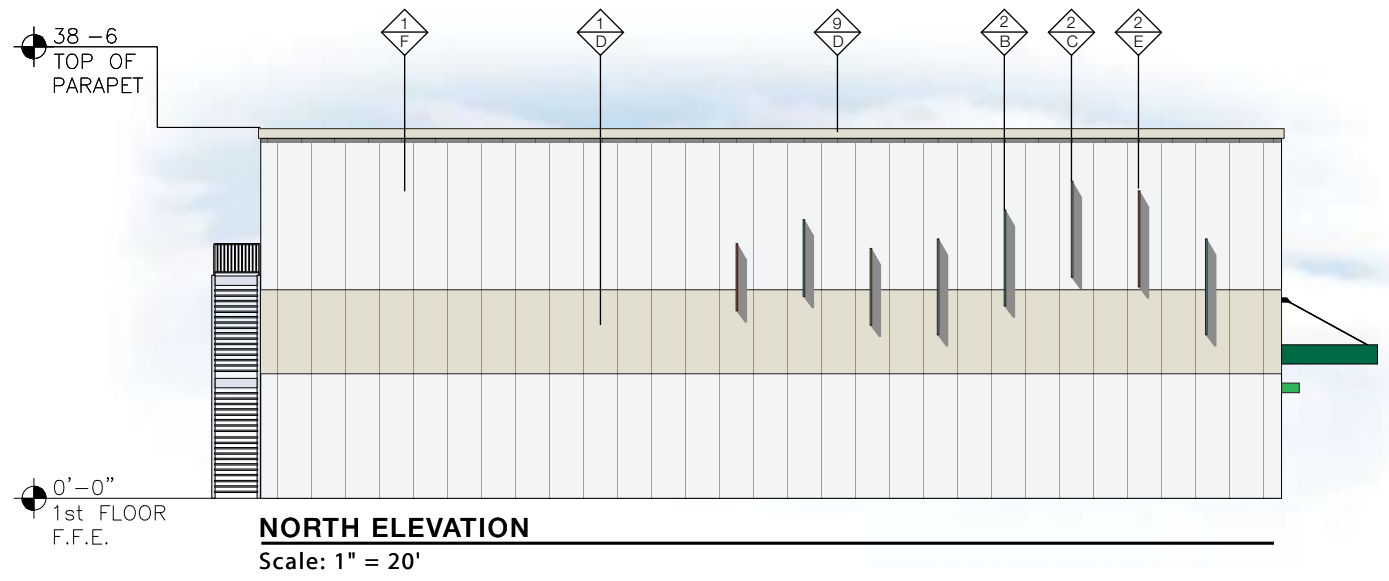 1
F
1
D
9
D
2
B
2
C
2
E
38 -6
TOP OF
PARAPET
0'-0"
1st FLOOR
F.F.E.
NORTH ELEVATION
Scale: 1" = 20'